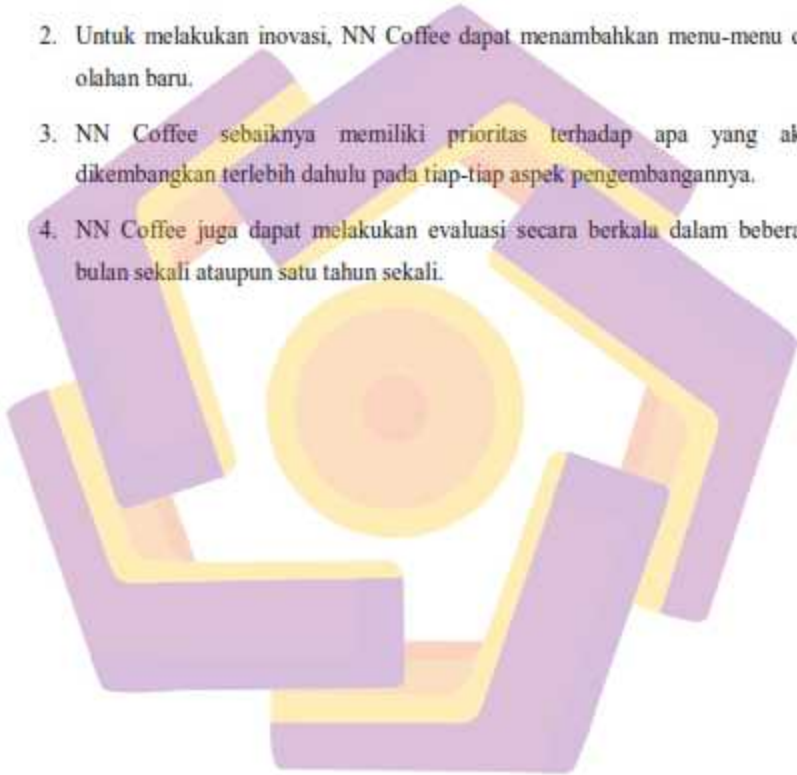 2. Untuk melakukan inovasi, NN Coffee dapat menambahkan menu-menu
olahan baru.
3. NN Coffee sebaiknya memiliki prioritas terhadap apa yang
dikembangkan terlebih dahulu pada tiap-tiap aspek pengembangannya.
4. NN Coffee juga dapat melakukan evaluasi secara berkala dalam
bulan sekali ataupun satu tahun sekali.